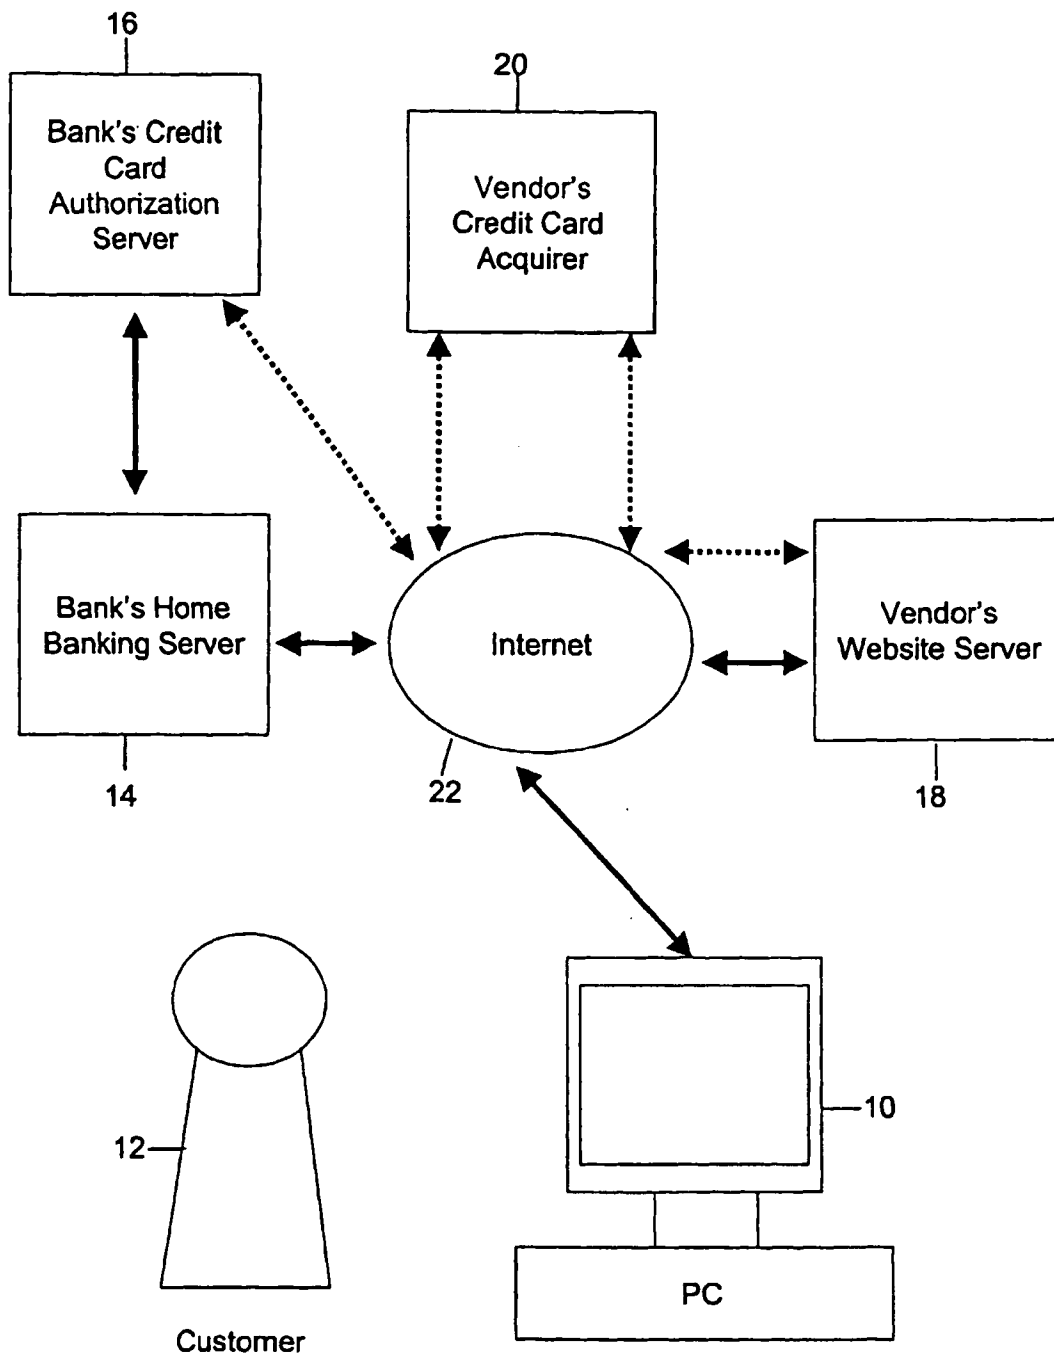 16
20
Bank's Credit
Card
Authorization
Server
Vendor's
Credit Card
Acquirer
Bank's Home
Banking Server
Internet
Vendor's
Website Server
14
22
18
12
10
PC
Customer